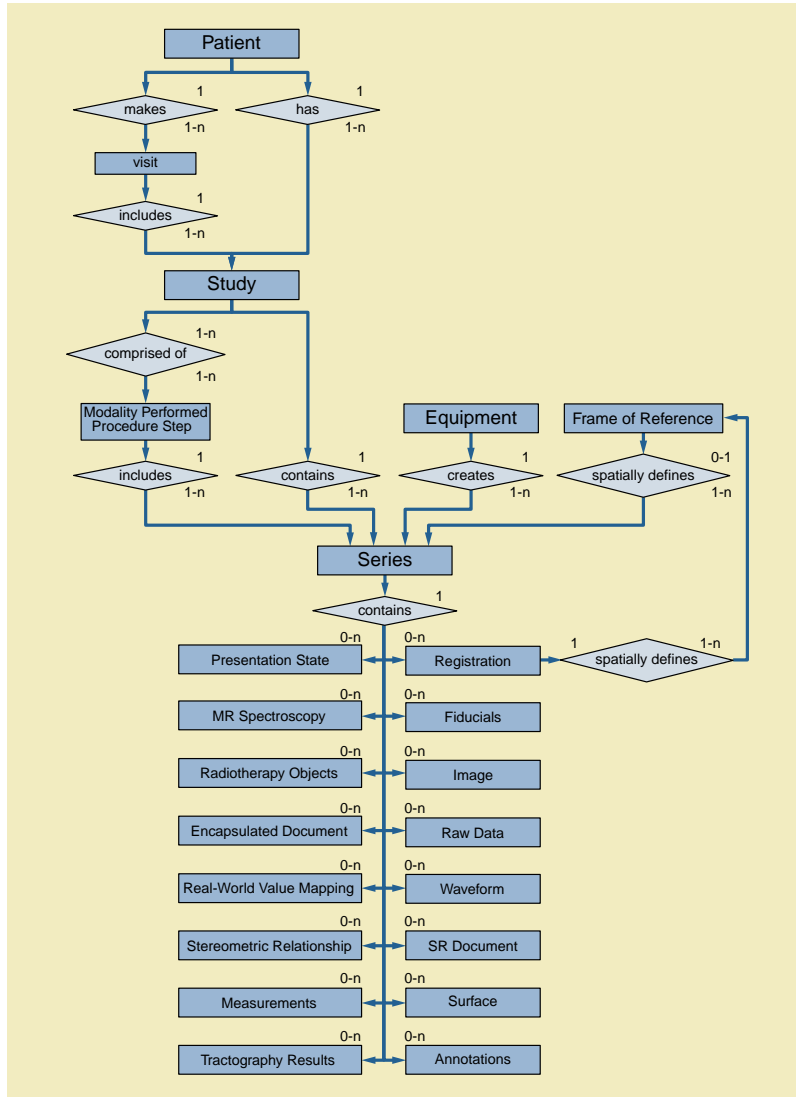 Patient
1
1
makes
has
1-n
1-n
visit
1
includes
1-n
Study
1-n
comprised of
1-n
Modality Performed
Procedure Step
Equipment
Frame of Reference
1
1
1
0-1
includes
contains
creates
spatially defines
1-n
1-n
1-n
1-n
Series
1
contains
0-n
0-n
1
1-n
Presentation State
Registration
spatially defines
0-n
0-n
MR Spectroscopy
Fiducials
0-n
0-n
Radiotherapy Objects
Image
0-n
0-n
Encapsulated Document
Raw Data
0-n
0-n
Real-World Value Mapping
Waveform
0-n
0-n
Stereometric Relationship
SR Document
0-n
0-n
Measurements
Surface
0-n
0-n
Tractography Results
Annotations